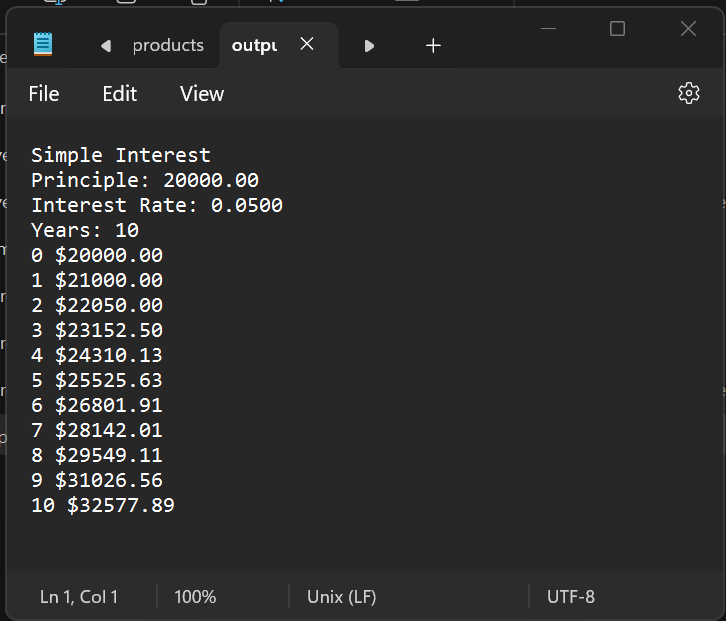 products
outpu
File Edit View
Simple Interest
Principle: 20000.00
Interest Rate: 0.0500
Years: 10
0 $20000.00
1 $21000.00
2 $22050.00
3 $23152.50
4 $24310.13
5 $25525.63
6 $26801.91
7 $28142.01
8 $29549.11
9 $31026.56
10 $32577.89
Ln 1, Col 1 100% Unix (LF) UTF-8